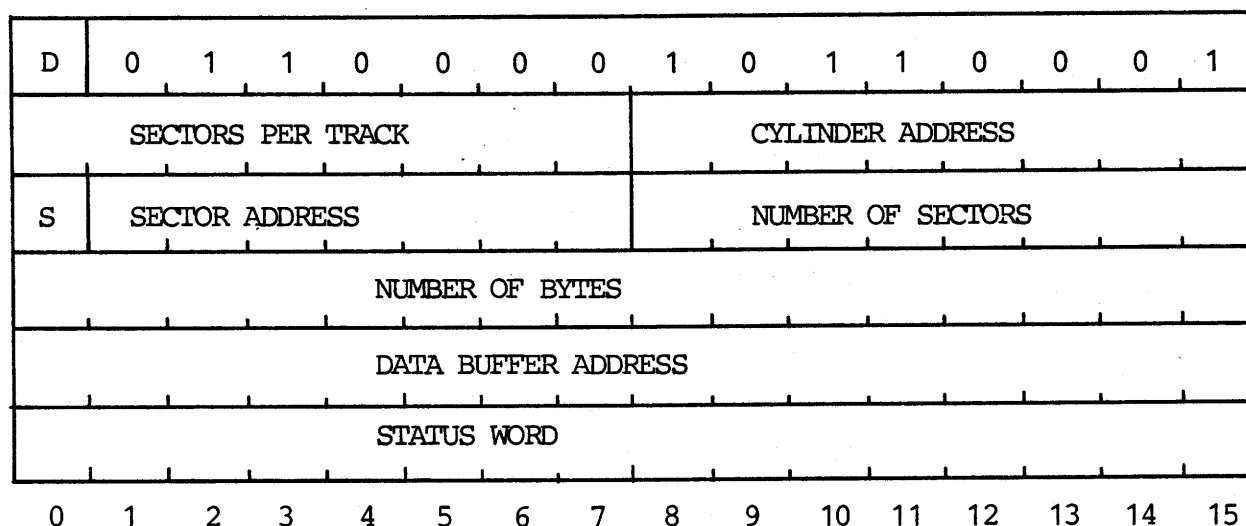 D 0 1 1 0 0 0 0 1 0 1 1 0 0 0 1
SECTORS PER TRACK CYLINDER ADDRESS
S SECTOR ADDRESS NUMBER OF SECTORS
NUMBER OF BYTES
DATA BUFFER ADDRESS
STATUS WORD
0 1 2 3 4 5 6 7 8 9 10 11 12 13 14 15